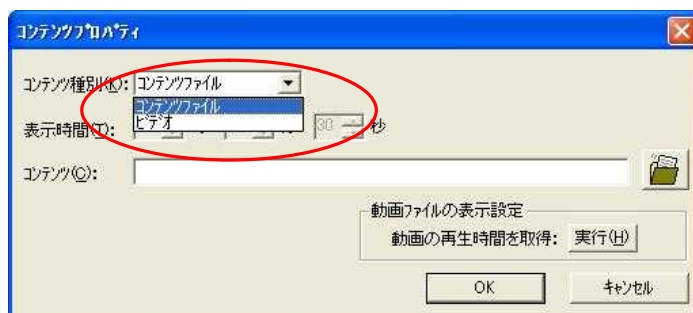 コンテンツプロパティ
コンテンツ種別(K): コンテンツファイル
コンテンツファイル
ビデオ
表示時間(T): 30 秒
コンテンツ(C):
動画ファイルの表示設定
動画の再生時間を取得: 実行(H)
OK キャンセル